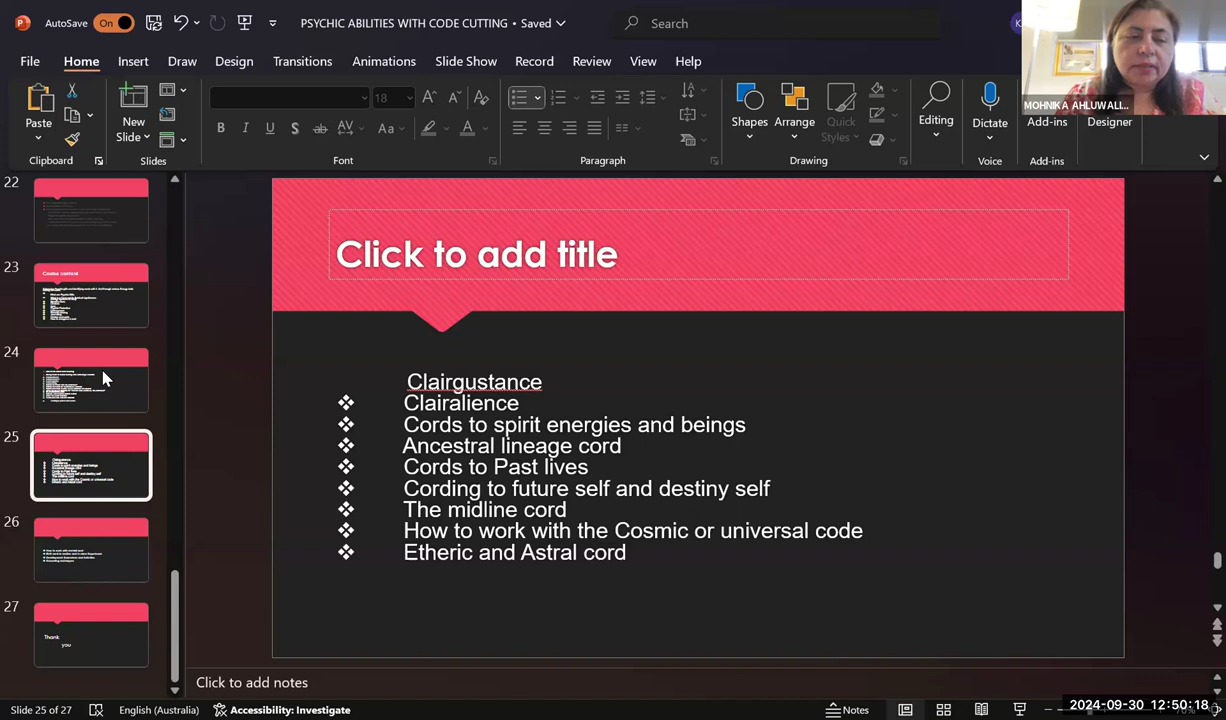 AutoSave On PSYCHIC ABILITIES WITH CODE CUTTING • Saved Search
File Home Insert Draw Design Transitions Animations Slide Show Record Review View Help
MOHNIKA AHLUWALI...
18
Paste New Slide Shapes Arrange Quick Styles Editing Dictate Add-ins Designer
Clipboard Slides Font Paragraph Drawing Voice Add-ins
22
23
Course content
24
25
26
27
Thank
you
Click to add title
Clairgustance
❖ Clairalience
❖ Cords to spirit energies and beings
❖ Ancestral lineage cord
❖ Cords to Past lives
❖ Cording to future self and destiny self
❖ The midline cord
❖ How to work with the Cosmic or universal code
❖ Etheric and Astral cord
Click to add notes
Slide 25 of 27 English (Australia) Accessibility: Investigate Notes
2024-09-30 12:50:18